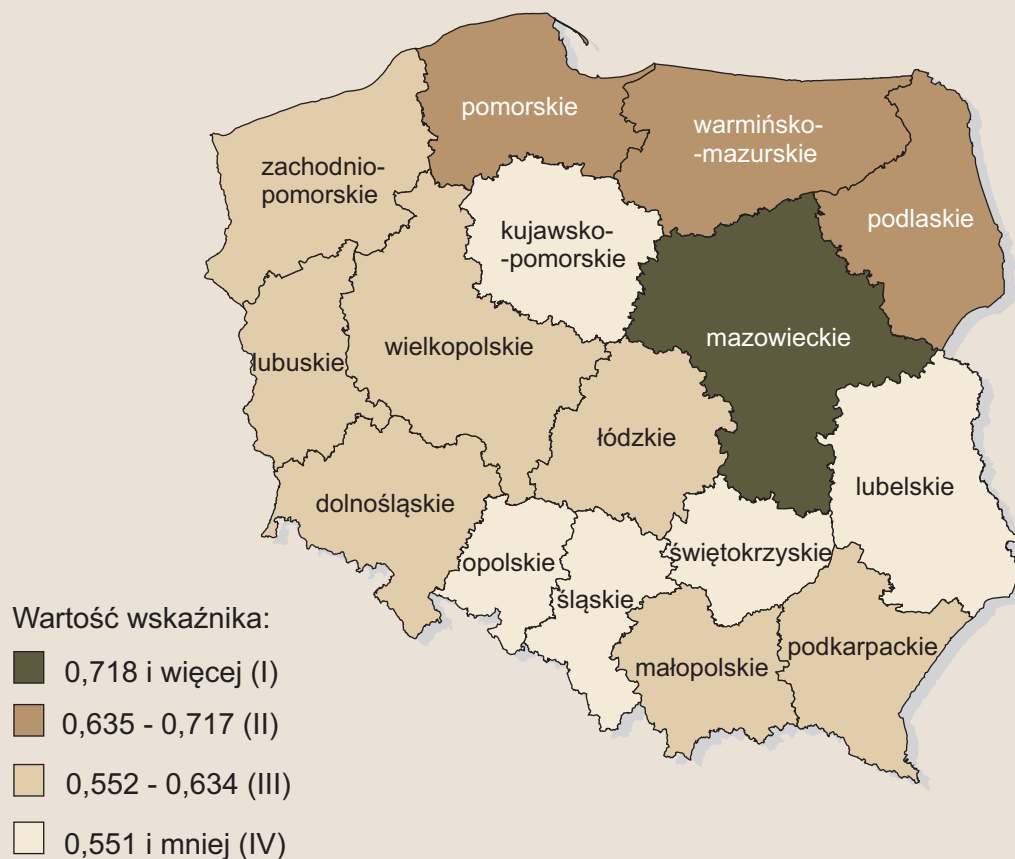 pomorskie
warmińsko-
-mazurskie
zachodnio-
pomorskie
podlaskie
kujawsko-
-pomorskie
mazowieckie
wielkopolskie
lubuskie
łódzkie
lubelskie
dolnośląskie
opolskie
świętokrzyskie
śląskie
podkarpackie
małopolskie
Wartość wskaźnika:
0,718 i więcej (I)
0,635 - 0,717 (II)
0,552 - 0,634 (III)
0,551 i mniej (IV)